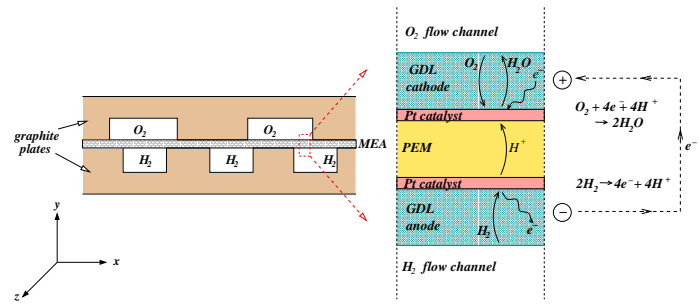 O₂ flow channel
GDL
cathode
O₂
H₂O
e⁻
+
Pt catalyst
O₂ + 4e⁻ + 4H⁺
→ 2H₂O
graphite
plates
O₂
O₂
MEA
H₂
H₂
H₂
PEM
H⁺
e⁻
Pt catalyst
2H₂ → 4e⁻ + 4H⁺
GDL
anode
H₂
e⁻
−
H₂ flow channel
y
x
z